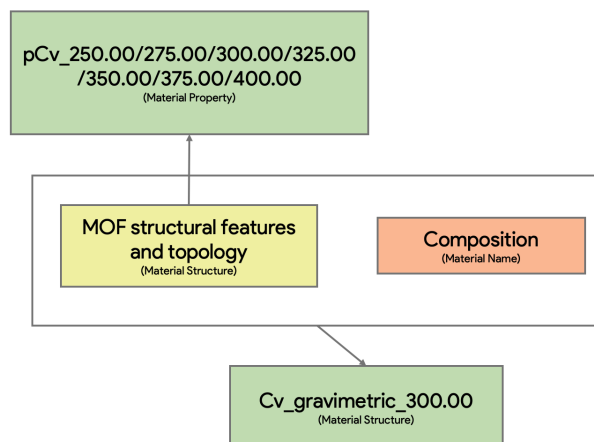 pCv_250.00/275.00/300.00/325.00
/350.00/375.00/400.00
(Material Property)
MOF structural features
and topology
(Material Structure)
Composition
(Material Name)
Cv_gravimetric_300.00
(Material Structure)